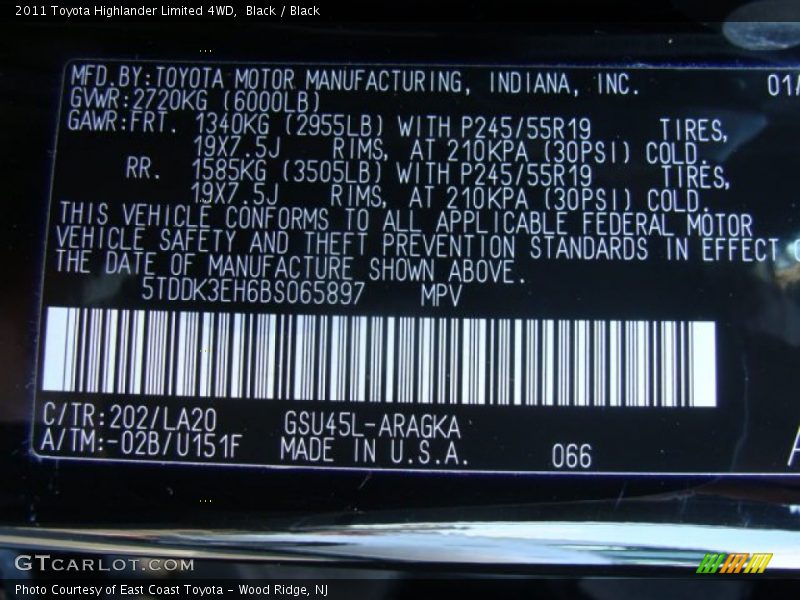 2011 Toyota Highlander Limited 4WD, Black / Black
MFD.BY:TOYOTA MOTOR MANUFACTURING, INDIANA, INC. 01/
GVWR:2720KG (6000LB)
GAWR:FRT. 1340KG (2955LB) WITH P245/55R19 TIRES,
19X7.5J RIMS, AT 210KPA (30PSI) COLD.
RR. 1585KG (3505LB) WITH P245/55R19 TIRES,
19X7.5J RIMS, AT 210KPA (30PSI) COLD.
THIS VEHICLE CONFORMS TO ALL APPLICABLE FEDERAL MOTOR
VEHICLE SAFETY AND THEFT PREVENTION STANDARDS IN EFFECT
THE DATE OF MANUFACTURE SHOWN ABOVE.
5TDDK3EH6BS065897 MPV
C/TR:202/LA20 GSU45L-ARAGKA
A/TM:-02B/U151F MADE IN U.S.A. 066
GTCARLOT.COM
Photo Courtesy of East Coast Toyota - Wood Ridge, NJ